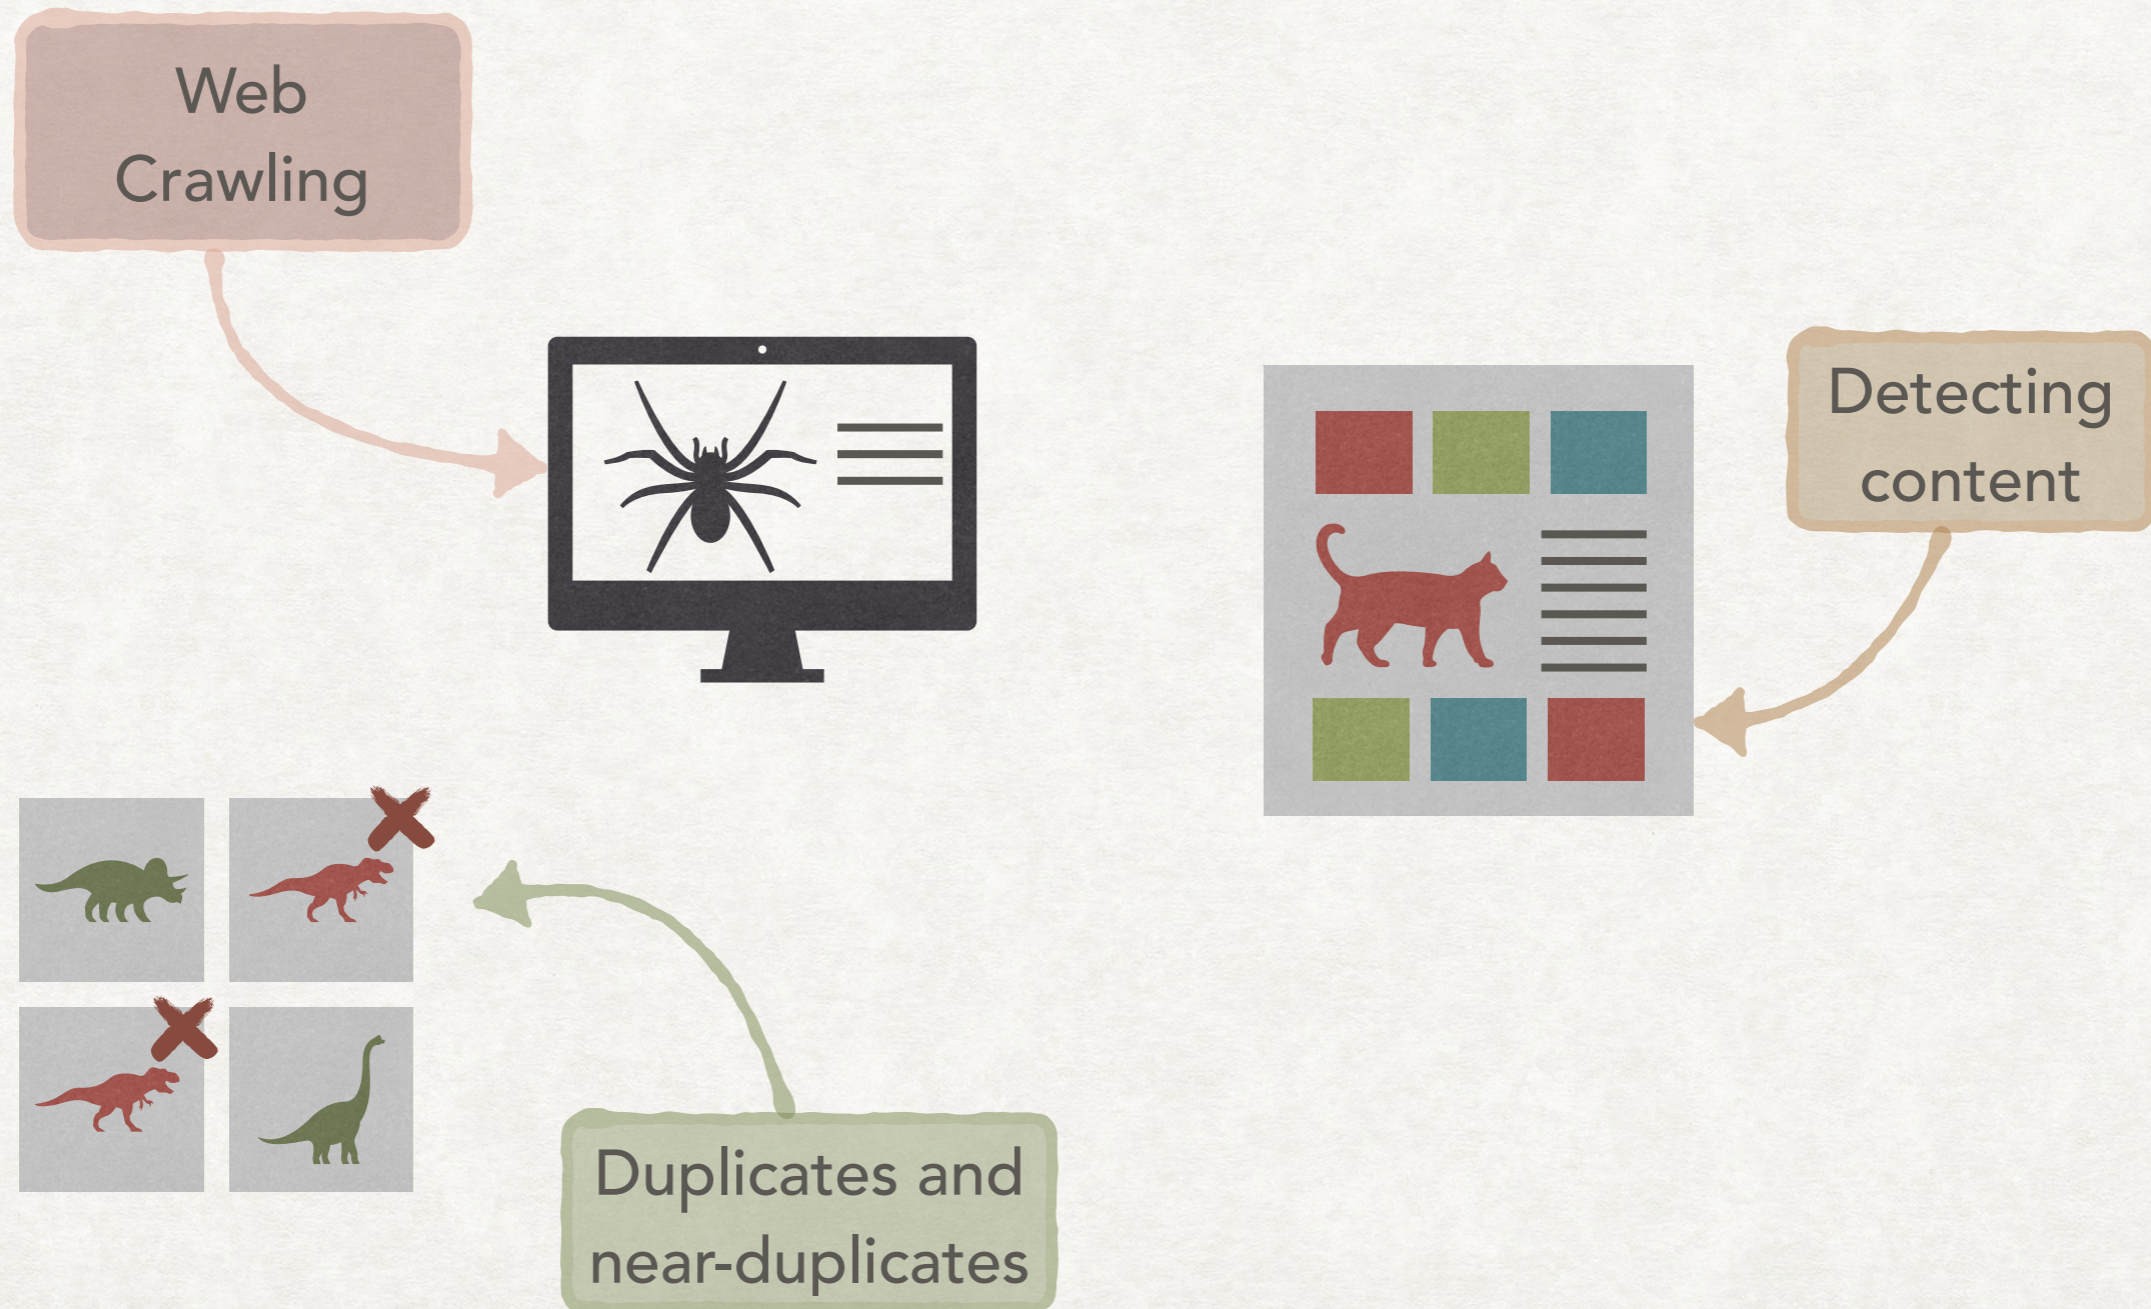 Web
Crawling
Detecting
content
Duplicates and
near-duplicates